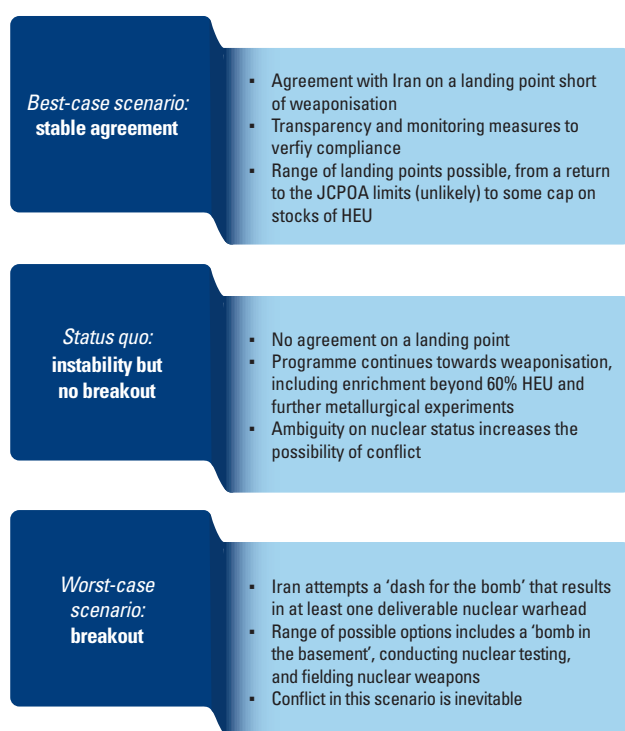 Best-case scenario:
stable agreement
▪ Agreement with Iran on a landing point short
of weaponisation
▪ Transparency and monitoring measures to
verfiy compliance
▪ Range of landing points possible, from a return
to the JCPOA limits (unlikely) to some cap on
stocks of HEU
Status quo:
instability but
no breakout
▪ No agreement on a landing point
▪ Programme continues towards weaponisation,
including enrichment beyond 60% HEU and
further metallurgical experiments
▪ Ambiguity on nuclear status increases the
possibility of conflict
Worst-case
scenario:
breakout
▪ Iran attempts a ‘dash for the bomb’ that results
in at least one deliverable nuclear warhead
▪ Range of possible options includes a ‘bomb in
the basement’, conducting nuclear testing,
and fielding nuclear weapons
▪ Conflict in this scenario is inevitable